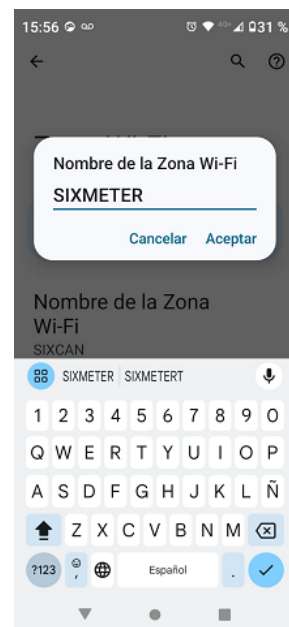 15:56 4G+ 31 %
Nombre de la Zona Wi-Fi
SIXMETER
Cancelar Aceptar
Nombre de la Zona
Wi-Fi
SIXCAN
SIXMETER SIXMETERT
1 2 3 4 5 6 7 8 9 0
Q W E R T Y U I O P
A S D F G H J K L Ñ
Z X C V B N M
?123 , Español .